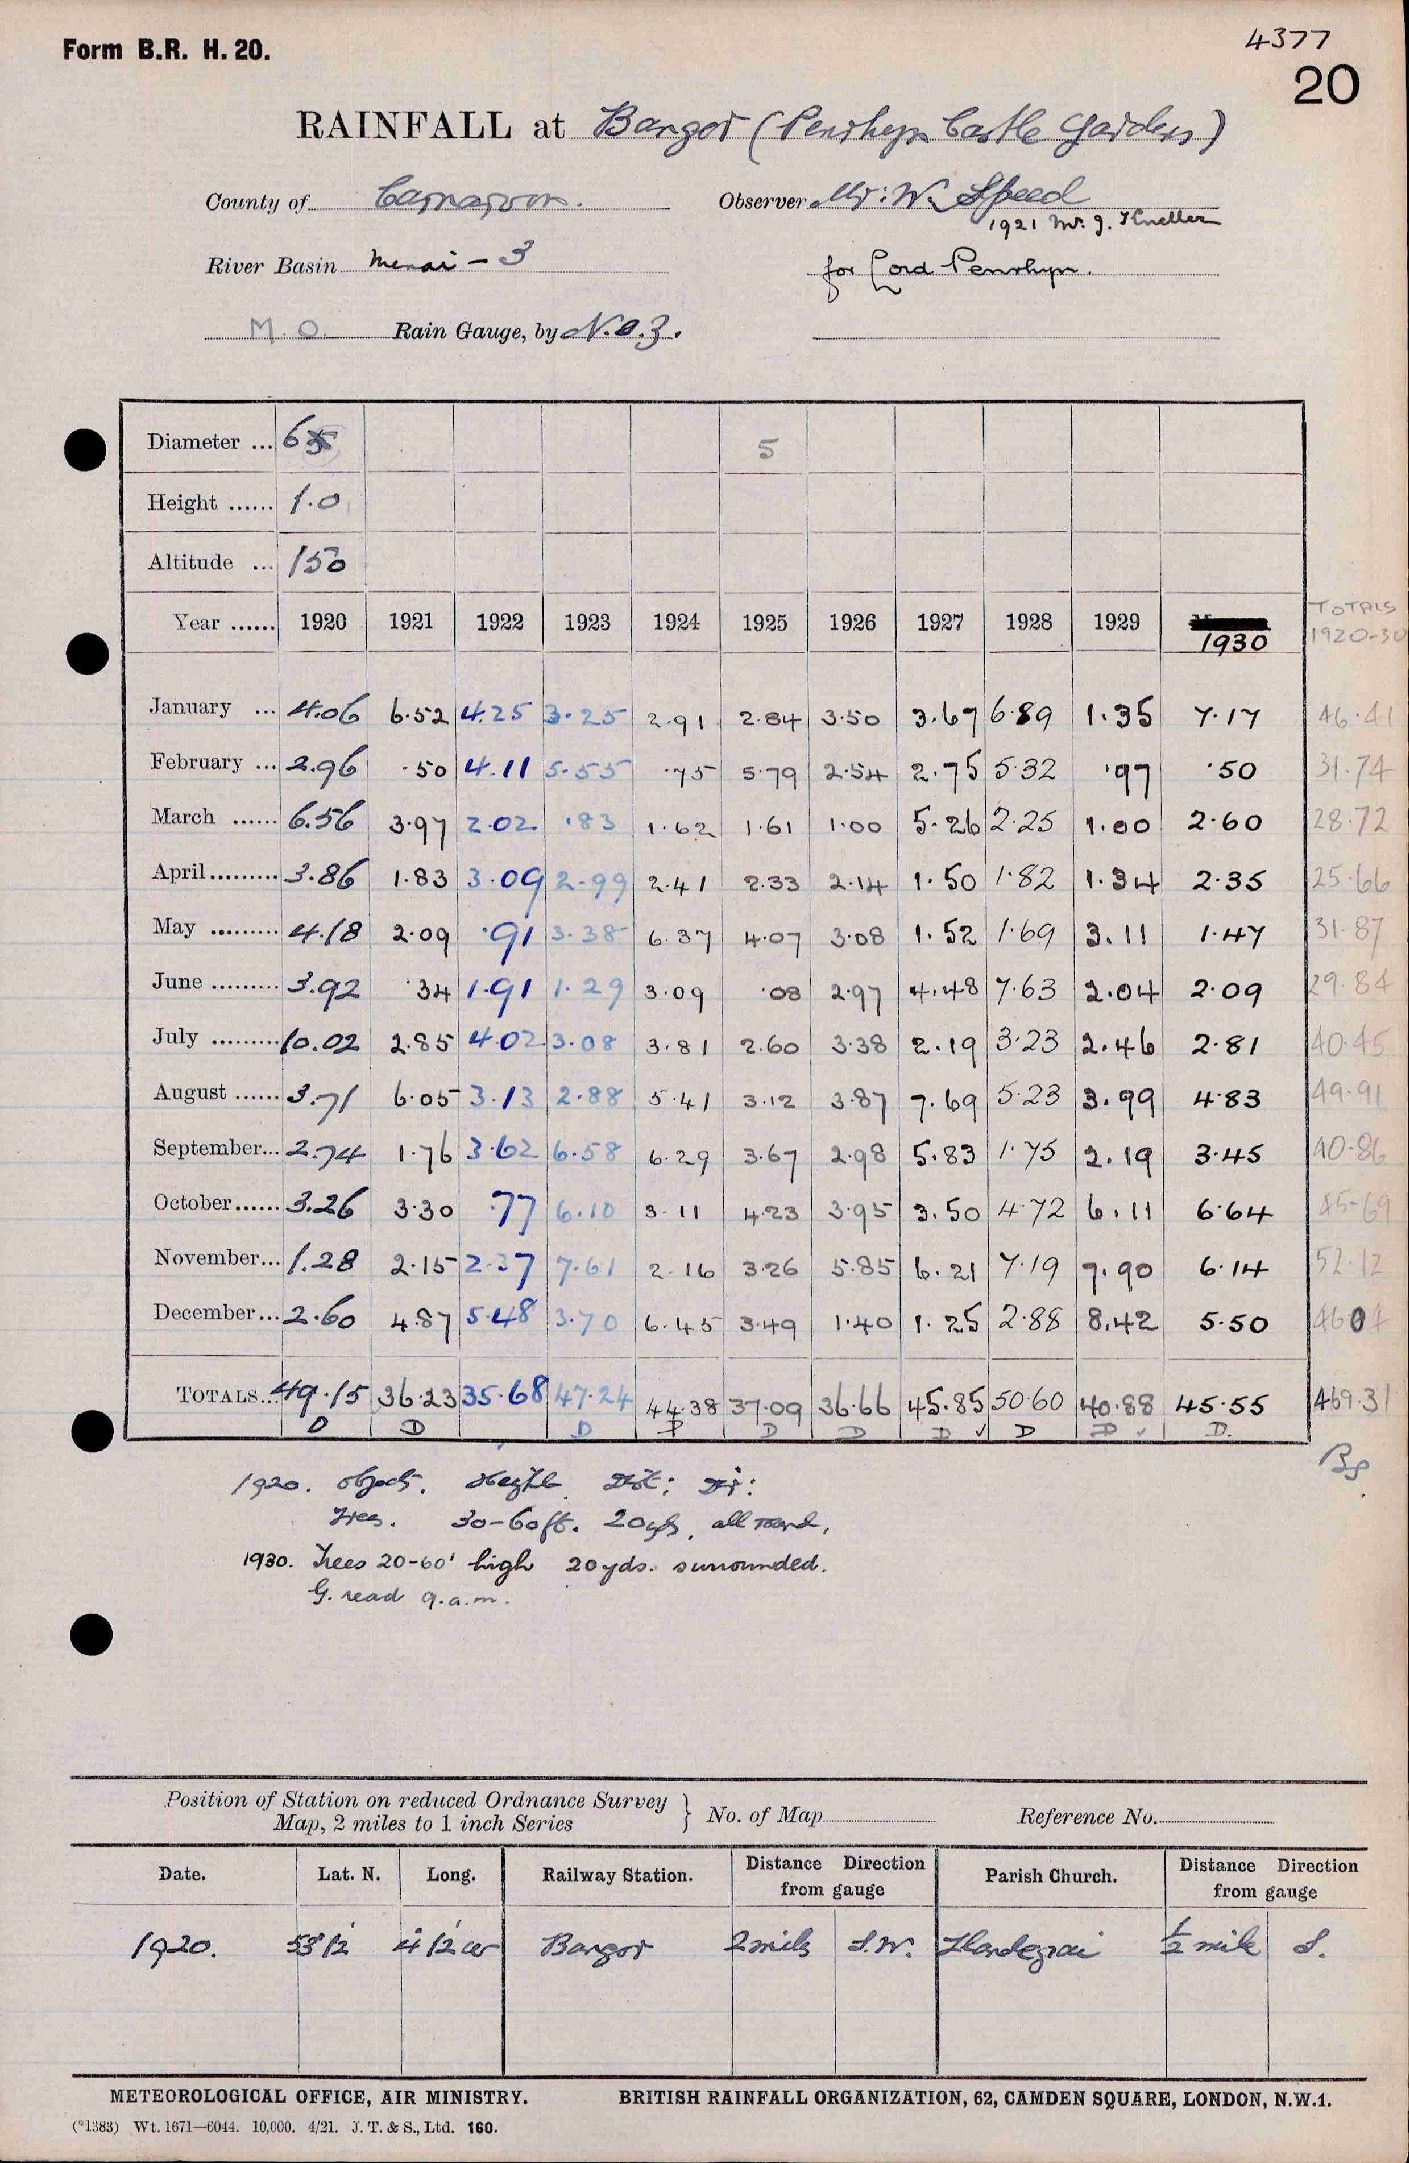 Form B.R. H. 20.
4377
20
RAINFALL at Bangor (Penrhyn Castle Gardens)
County of Carnarvon. Observer Mr. W. Speed
1921 Mr. J. Kneller
River Basin Menai - 3 for Lord Penrhyn.
M.O. Rain Gauge, by N.&Z.
Diameter ... 6 5 5
Height ...... 1.0
Altitude ... 150
Year ...... 1920 1921 1922 1923 1924 1925 1926 1927 1928 1929 1930 TOTALS 1920-30
January ... 4.06 6.52 4.25 3.25 2.91 2.84 3.50 3.67 6.89 1.35 7.17 46.41
February ... 2.96 .50 4.11 5.55 .75 5.79 2.54 2.75 5.32 .97 .50 31.74
March ...... 6.56 3.97 2.02 .83 1.62 1.61 1.00 5.26 2.25 1.00 2.60 28.72
April ......... 3.86 1.83 3.09 2.99 2.41 2.33 2.14 1.50 1.82 1.34 2.35 25.66
May ......... 4.18 2.09 .91 3.38 6.37 4.07 3.08 1.52 1.69 3.11 1.47 31.87
June ......... 3.92 .34 1.91 1.29 3.09 .08 2.97 4.48 7.63 2.04 2.09 29.84
July ......... 10.02 2.85 4.02 3.08 3.81 2.60 3.38 2.19 3.23 2.46 2.81 40.45
August ...... 3.71 6.05 3.13 2.88 5.41 3.12 3.87 7.69 5.23 3.99 4.83 49.91
September... 2.74 1.76 3.62 6.58 6.29 3.67 2.98 5.83 1.75 2.19 3.45 40.86
October ...... 3.26 3.30 .77 6.10 3.11 4.23 3.95 3.50 4.72 6.11 6.64 45.69
November... 1.28 2.15 2.37 7.61 2.16 3.26 5.85 6.21 7.19 7.90 6.14 52.12
December ... 2.60 4.87 5.48 3.70 6.45 3.49 1.40 1.25 2.88 8.42 5.50 46.04
TOTALS... 49.15 36.23 35.68 47.24 44.38 37.09 36.66 45.85 50.60 40.88 45.55 469.31
D D D D D D D ✓ D D ✓ D.
1920. Objects. Height. Dist: Dir:
Trees. 30-60ft. 20yds. all round.
1930. Trees 20-60' high 20yds. surrounded.
G. read 9.a.m.
Position of Station on reduced Ordnance Survey Map, 2 miles to 1 inch Series } No. of Map Reference No.
Date. Lat. N. Long. Railway Station. Distance Direction from gauge Parish Church. Distance Direction from gauge
1920. 53°12' 4°12'W Bangor 2 miles S.W. Llandegai ½ mile S.
METEOROLOGICAL OFFICE, AIR MINISTRY. BRITISH RAINFALL ORGANIZATION, 62, CAMDEN SQUARE, LONDON, N.W.1.
(*1383) Wt. 1671—6044. 10,000. 4/21. J. T. & S., Ltd. 160.